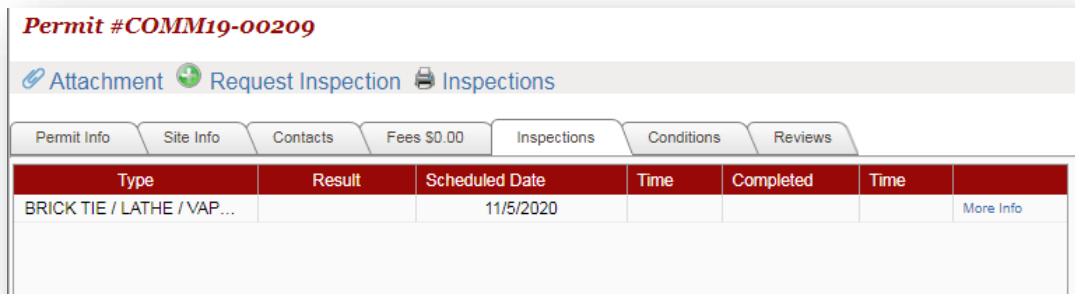 Permit #COMM19-00209
Attachment Request Inspection Inspections
Permit Info Site Info Contacts Fees $0.00 Inspections Conditions Reviews
Type Result Scheduled Date Time Completed Time
BRICK TIE / LATHE / VAP... 11/5/2020 More Info